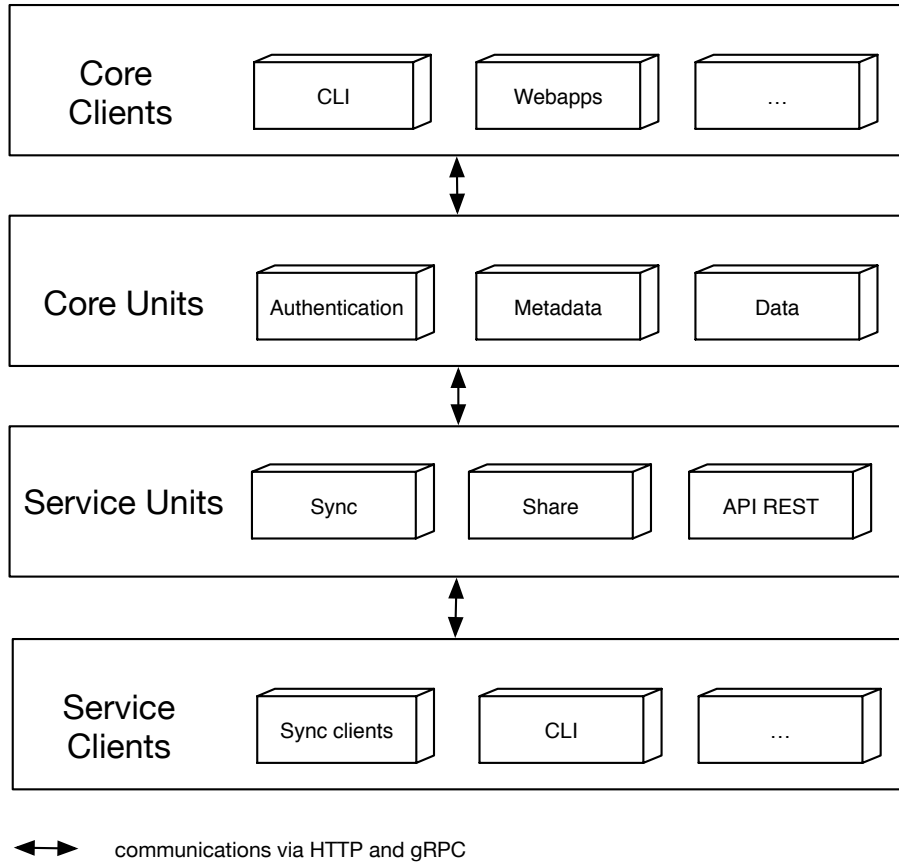 Core
Clients
CLI
Webapps
…
Core Units
Authentication
Metadata
Data
Service Units
Sync
Share
API REST
Service
Clients
Sync clients
CLI
…
communications via HTTP and gRPC